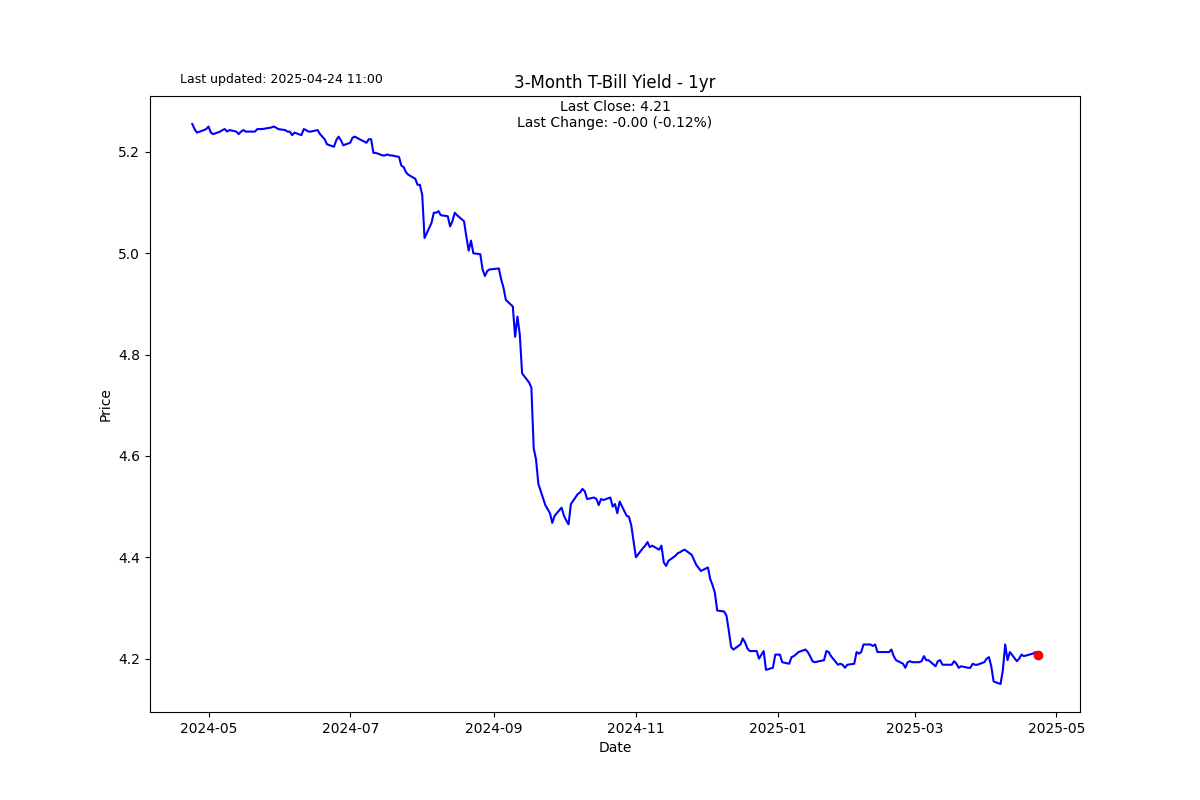 Last updated: 2025-04-24 11:00
3-Month T-Bill Yield - 1yr
Last Close: 4.21
Last Change: -0.00 (-0.12%)
5.2
5.0
4.8
4.6
4.4
4.2
Price
2024-05 2024-07 2024-09 2024-11 2025-01 2025-03 2025-05
Date